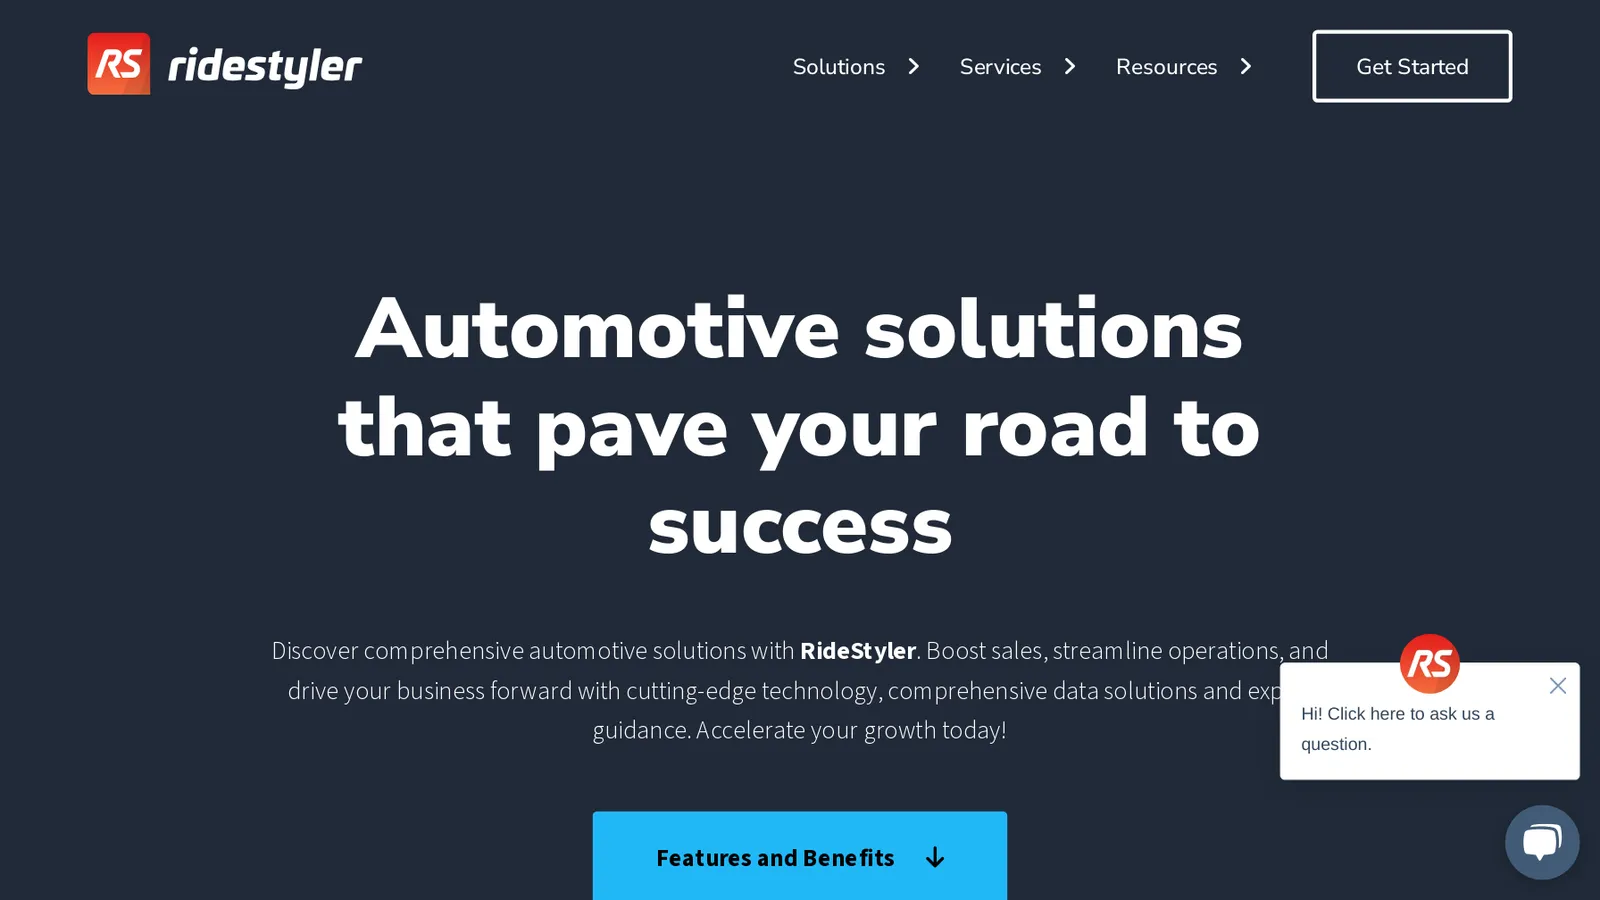 RS ridestyler
Solutions
Services
Resources
Get Started
Automotive solutions
that pave your road to
success
Discover comprehensive automotive solutions with RideStyler. Boost sales, streamline operations, and
drive your business forward with cutting-edge technology, comprehensive data solutions and exp
guidance. Accelerate your growth today!
RS
Hi! Click here to ask us a
question.
Features and Benefits